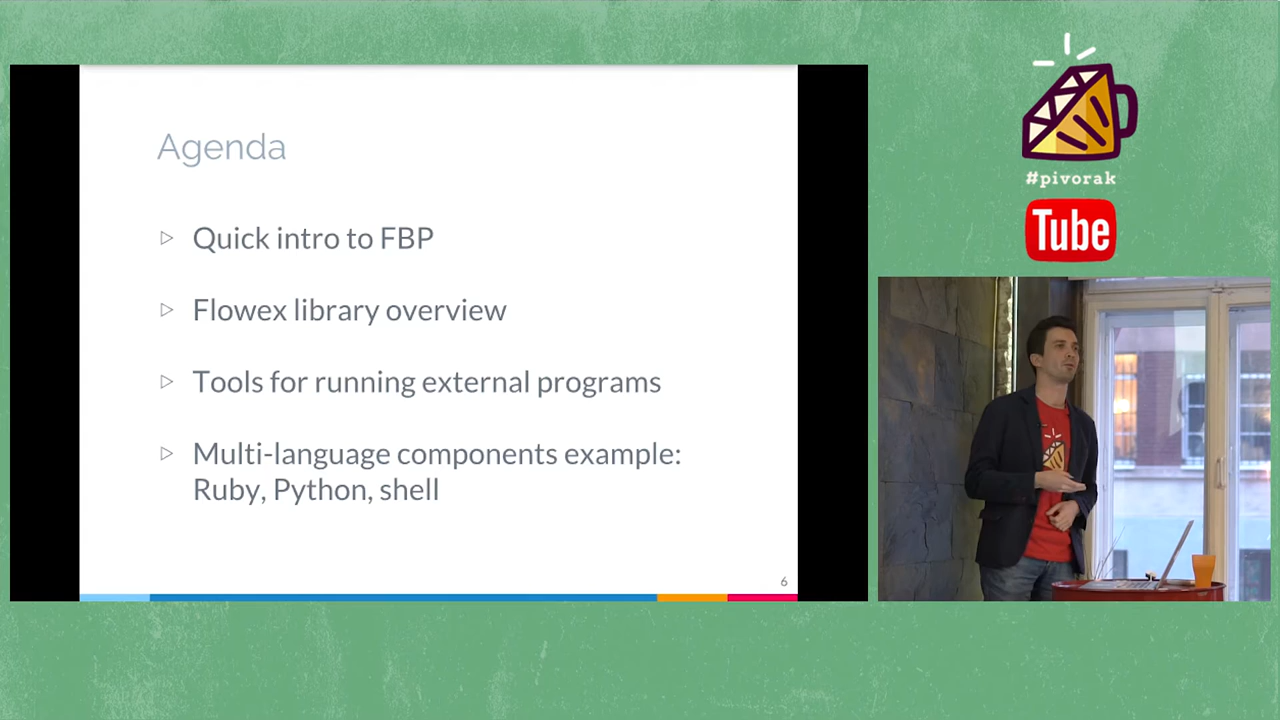 Agenda
Quick intro to FBP
Flowex library overview
Tools for running external programs
Multi-language components example:
Ruby, Python, shell
6
#pivorak
Tube